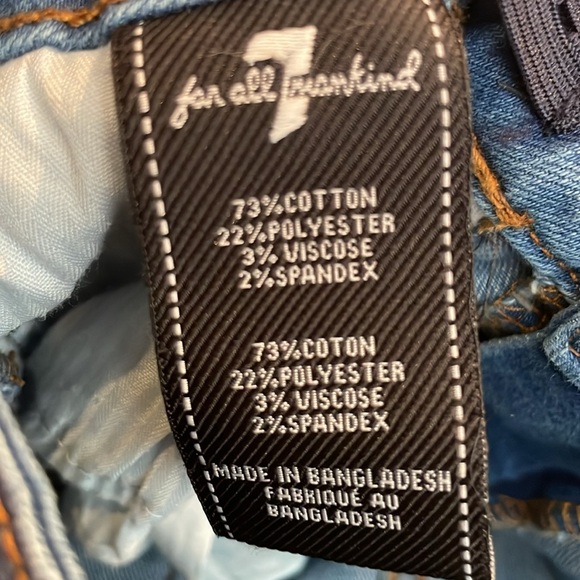 7
for all mankind
73%COTTON
22%POLYESTER
3% VISCOSE
2%SPANDEX
73%COTON
22%POLYESTER
3% VISCOSE
2%SPANDEX
MADE IN BANGLADESH
FABRIQUÉ AU
BANGLADESH